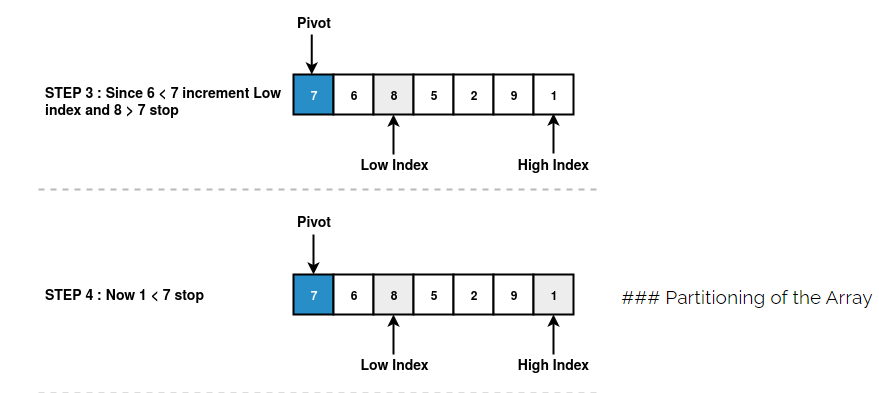 Pivot
STEP 3 : Since 6 < 7 increment Low
index and 8 > 7 stop
7 6 8 5 2 9 1
Low Index High Index
Pivot
STEP 4 : Now 1 < 7 stop
7 6 8 5 2 9 1
### Partitioning of the Array
Low Index High Index